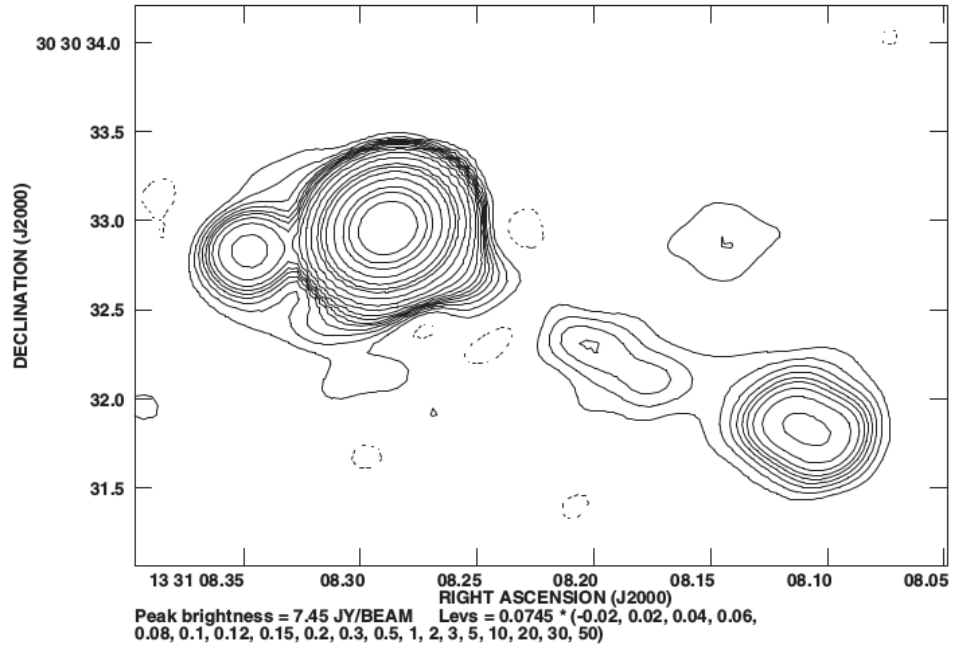 DECLINATION (J2000)
30 30 34.0
33.5
33.0
32.5
32.0
31.5
13 31 08.35 08.30 08.25 08.20 08.15 08.10 08.05
RIGHT ASCENSION (J2000)
Peak brightness = 7.45 JY/BEAM Levs = 0.0745 * (-0.02, 0.02, 0.04, 0.06,
0.08, 0.1, 0.12, 0.15, 0.2, 0.3, 0.5, 1, 2, 3, 5, 10, 20, 30, 50)